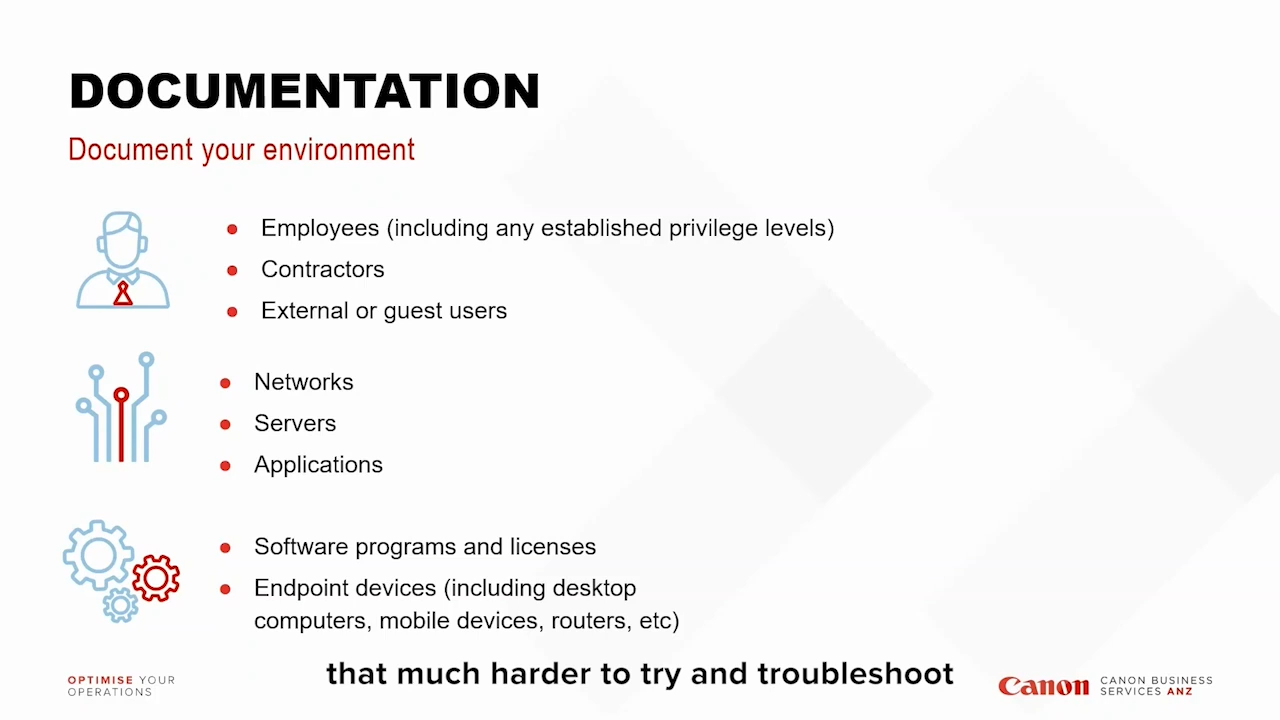 DOCUMENTATION
Document your environment
Employees (including any established privilege levels)
Contractors
External or guest users
Networks
Servers
Applications
Software programs and licenses
Endpoint devices (including desktop
computers, mobile devices, routers, etc)
that much harder to try and troubleshoot
OPTIMISE YOUR
OPERATIONS
Canon
CANON BUSINESS
SERVICES ANZ